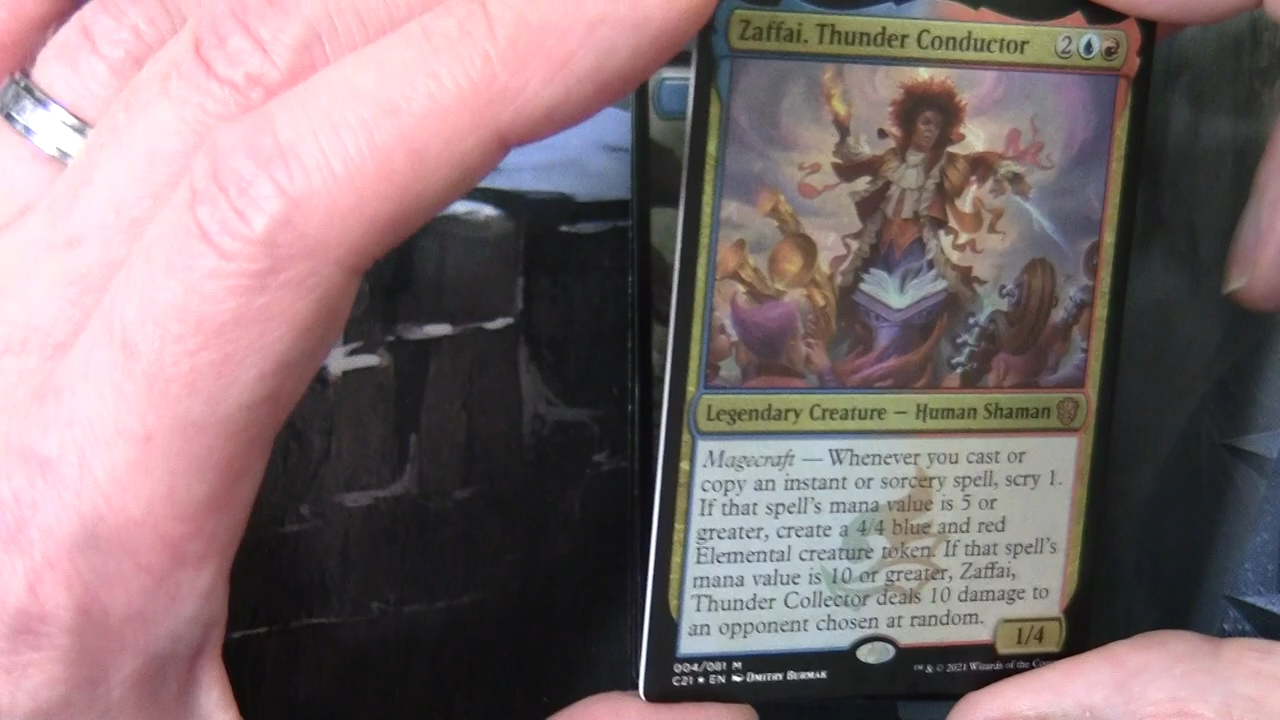 Zaffai, Thunder Conductor 2
Legendary Creature — Human Shaman
Magecraft — Whenever you cast or
copy an instant or sorcery spell, scry 1.
If that spell's mana value is 5 or
greater, create a 4/4 blue and red
Elemental creature token. If that spell's
mana value is 10 or greater, Zaffai,
Thunder Collector deals 10 damage to
an opponent chosen at random.
1/4
004/081 M
C21 ★ EN DMITRY BURMAK
™ & © 2021 Wizards of the